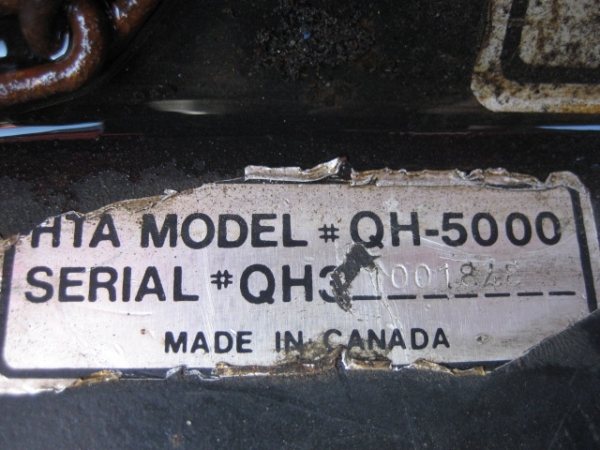 HTA MODEL # QH-5000
SERIAL # QH3
MADE IN CANADA